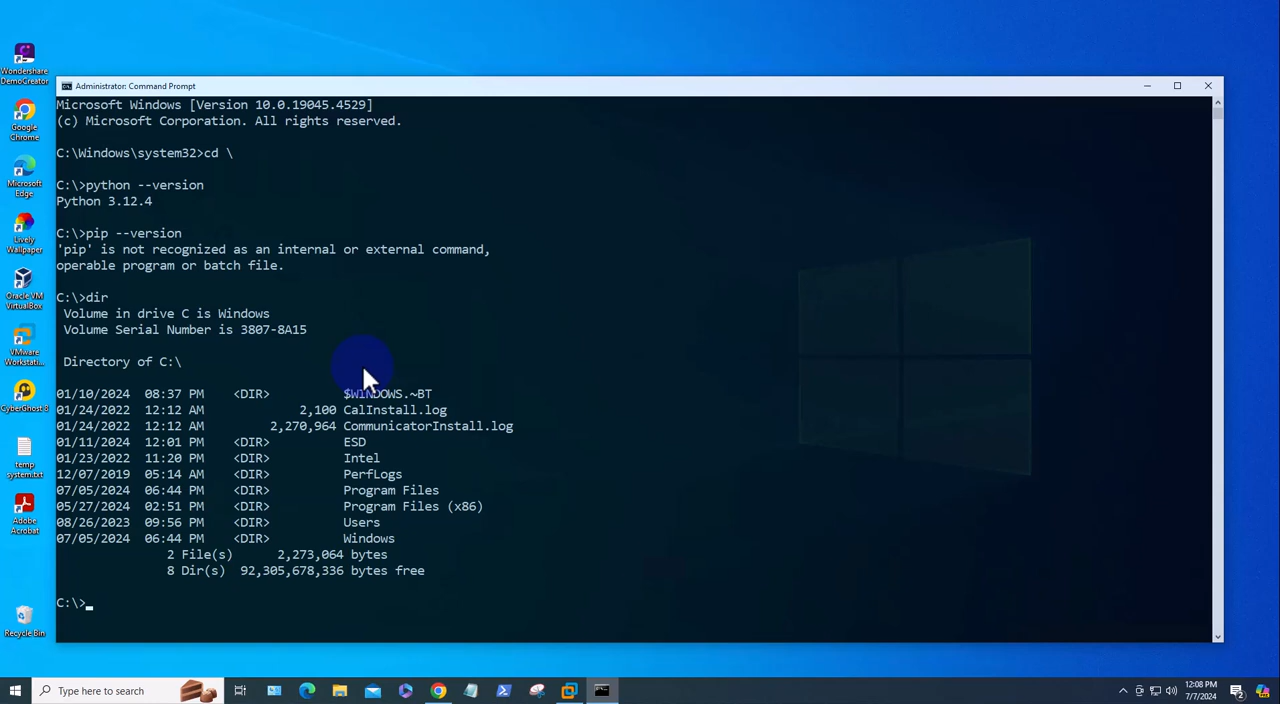 Administrator: Command Prompt
Microsoft Windows [Version 10.0.19045.4529]
(c) Microsoft Corporation. All rights reserved.
C:\Windows\system32>cd \
C:\>python --version
Python 3.12.4
C:\>pip --version
'pip' is not recognized as an internal or external command,
operable program or batch file.
C:\>dir
 Volume in drive C is Windows
 Volume Serial Number is 3807-8A15
 Directory of C:\
01/10/2024  08:37 PM    <DIR>          $WINDOWS.~BT
01/24/2022  12:12 AM             2,100 CalInstall.log
01/24/2022  12:12 AM         2,270,964 CommunicatorInstall.log
01/11/2024  12:01 PM    <DIR>          ESD
01/23/2022  11:20 PM    <DIR>          Intel
12/07/2019  05:14 AM    <DIR>          PerfLogs
07/05/2024  06:44 PM    <DIR>          Program Files
05/27/2024  02:51 PM    <DIR>          Program Files (x86)
08/26/2023  09:56 PM    <DIR>          Users
07/05/2024  06:44 PM    <DIR>          Windows
               2 File(s)      2,273,064 bytes
               8 Dir(s)  92,305,678,336 bytes free
C:\>
Wondershare
DemoCreator
Google
Chrome
Microsoft
Edge
Lively
Wallpaper
Oracle VM
VirtualBox
VMware
Workstati...
CyberGhost 8
temp
system.txt
Adobe
Acrobat
Recycle Bin
Type here to search
12:08 PM
7/7/2024
2